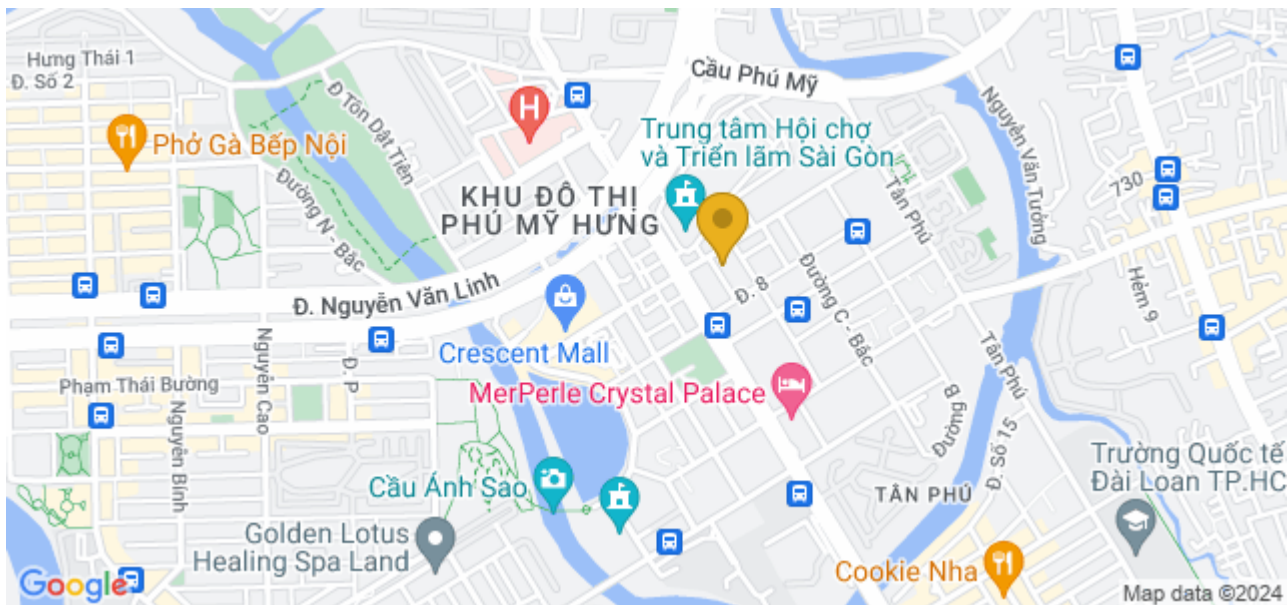 Hưng Thái 1
Đ. Số 2
Phở Gà Bếp Nội
Đ Tôn Dật Tiên
Đường N - Bắc
H
KHU ĐÔ THỊ
PHÚ MỸ HƯNG
Cầu Phú Mỹ
Trung tâm Hội chợ
và Triển lãm Sài Gòn
Nguyễn Văn Tưởng
730
Tân Phú
Đ. 8
Đường C - Bắc
Hẻm 9
Đ. Nguyễn Văn Linh
Crescent Mall
MerPerle Crystal Palace
Nguyễn Cao
Đ. P
Phạm Thái Bường
Nguyễn Bính
Tân Phú
Đường B
Đ. Số 15
Cầu Ánh Sao
Golden Lotus
Healing Spa Land
TÂN PHÚ
Trường Quốc tế
Đài Loan TP.HC
Cookie Nha
Google
Map data ©2024